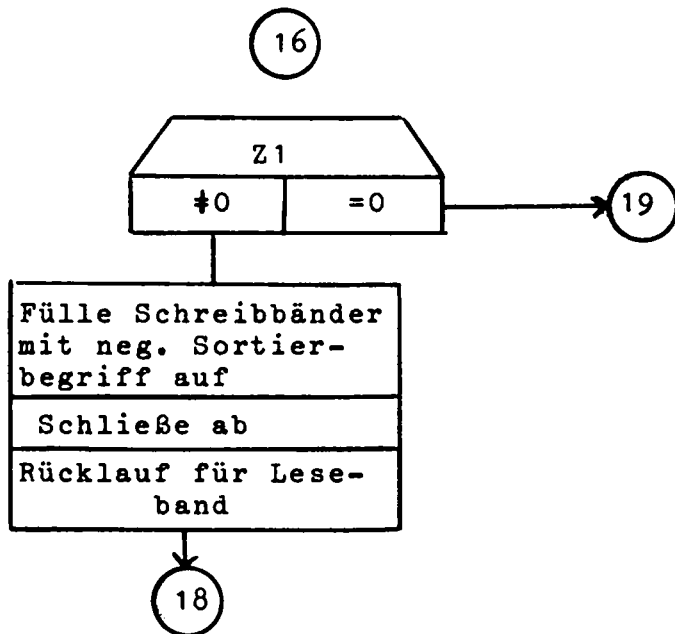 16
Z1
≠0
=0
19
Fülle Schreibbänder
mit neg. Sortier-
begriff auf
Schließe ab
Rücklauf für Lese-
band
18